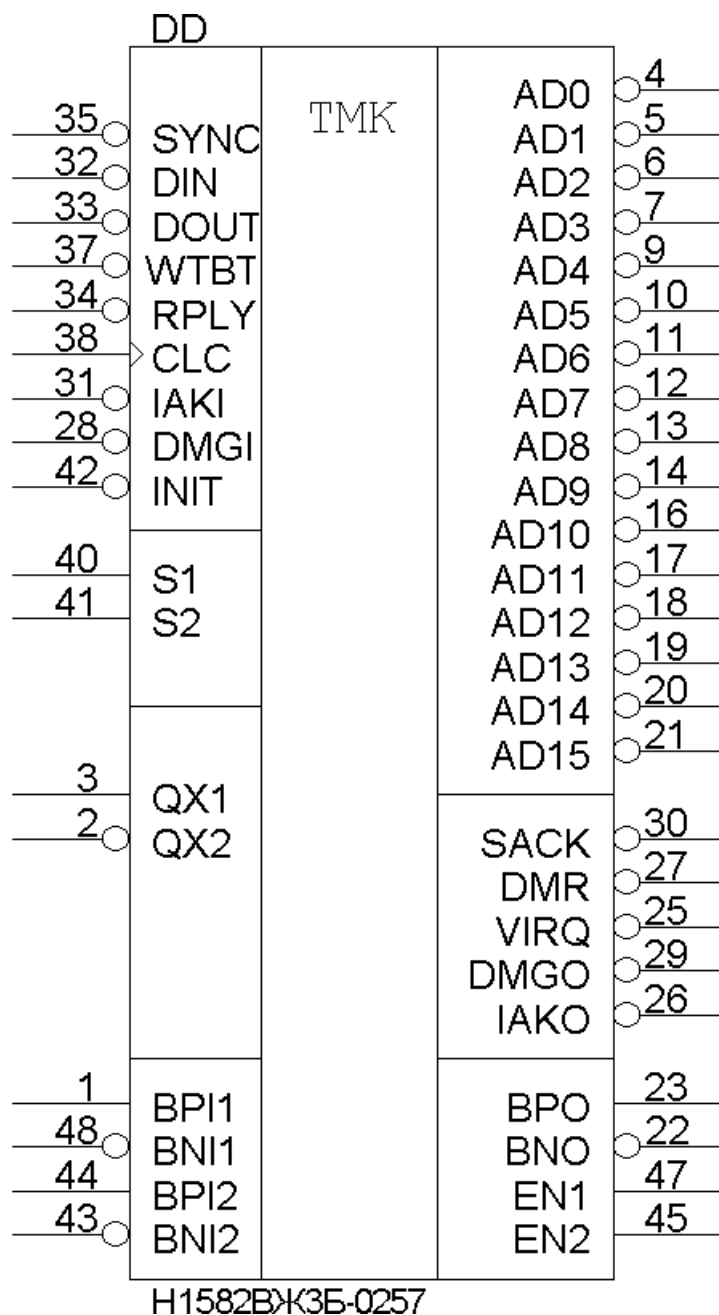 DD
TMK
35 SYNC
32 DIN
33 DOUT
37 WTBT
34 RPLY
38 CLC
31 IAKI
28 DMGI
42 INIT
40 S1
41 S2
3 QX1
2 QX2
1 BPI1
48 BNI1
44 BPI2
43 BNI2
AD0 4
AD1 5
AD2 6
AD3 7
AD4 9
AD5 10
AD6 11
AD7 12
AD8 13
AD9 14
AD10 16
AD11 17
AD12 18
AD13 19
AD14 20
AD15 21
SACK 30
DMR 27
VIRQ 25
DMGO 29
IAKO 26
BPO 23
BNO 22
EN1 47
EN2 45
Н1582ВЖ3Б-0257